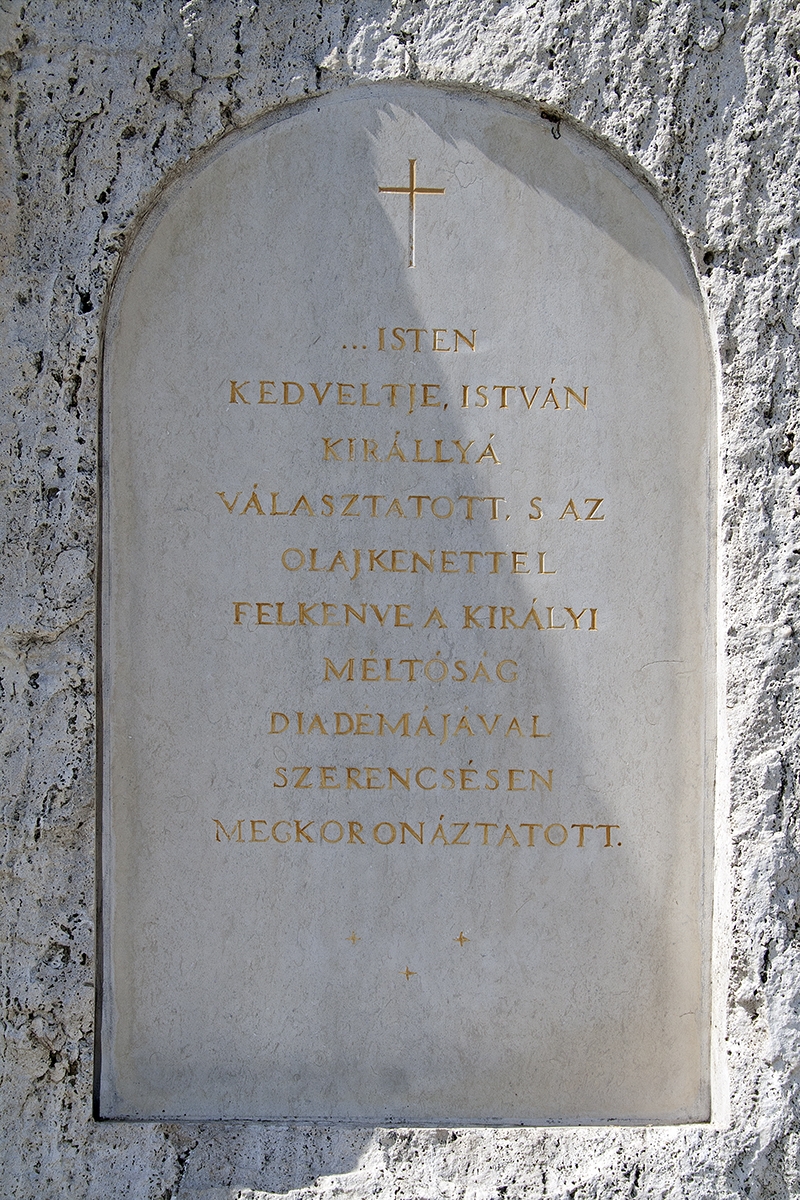 ...ISTEN
KEDVELTJE, ISTVÁN
KIRÁLLYÁ
VÁLASZTATOTT, S AZ
OLAJKENETTEL
FELKENVE A KIRÁLYI
MÉLTÓSÁG
DIADÉMÁJÁVAL
SZERENCSÉSEN
MEGKORONÁZTATOTT.